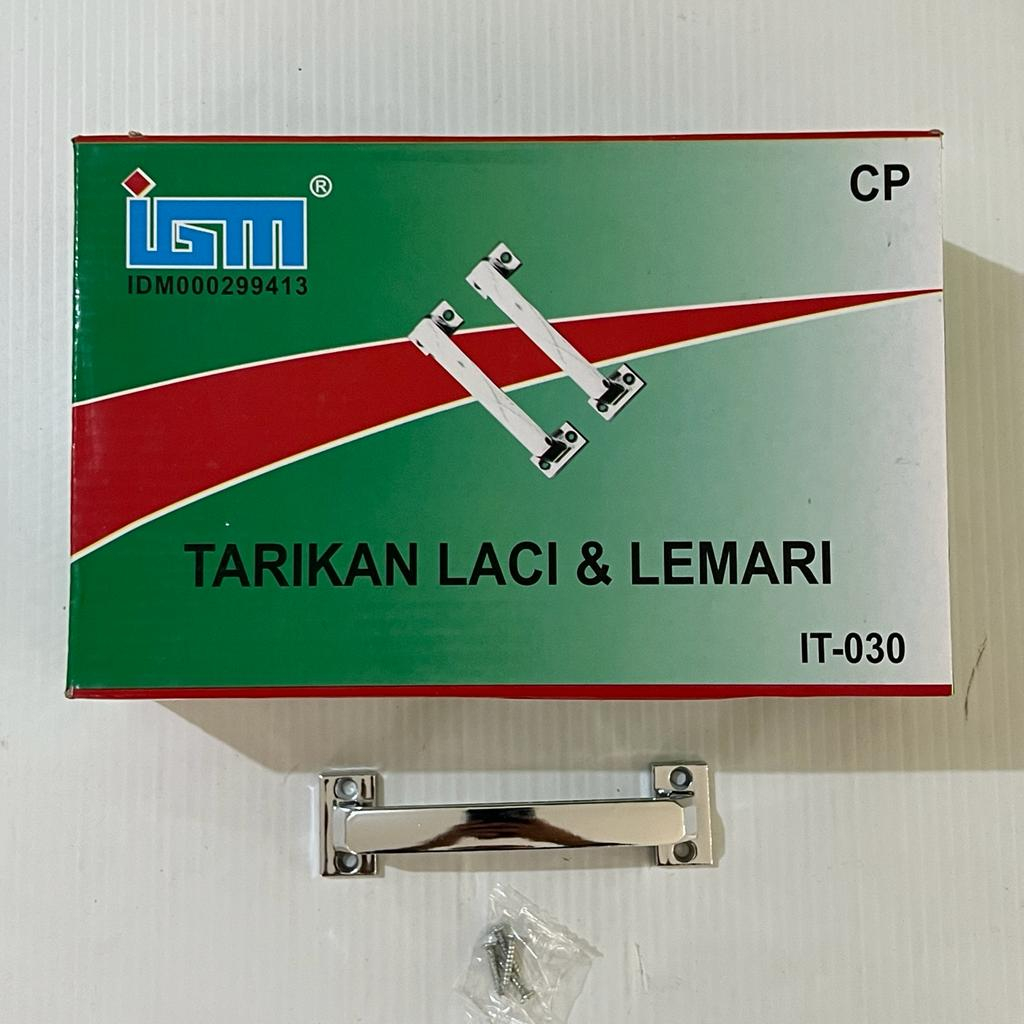 igm ®
IDM000299413
CP
TARIKAN LACI & LEMARI
IT-030